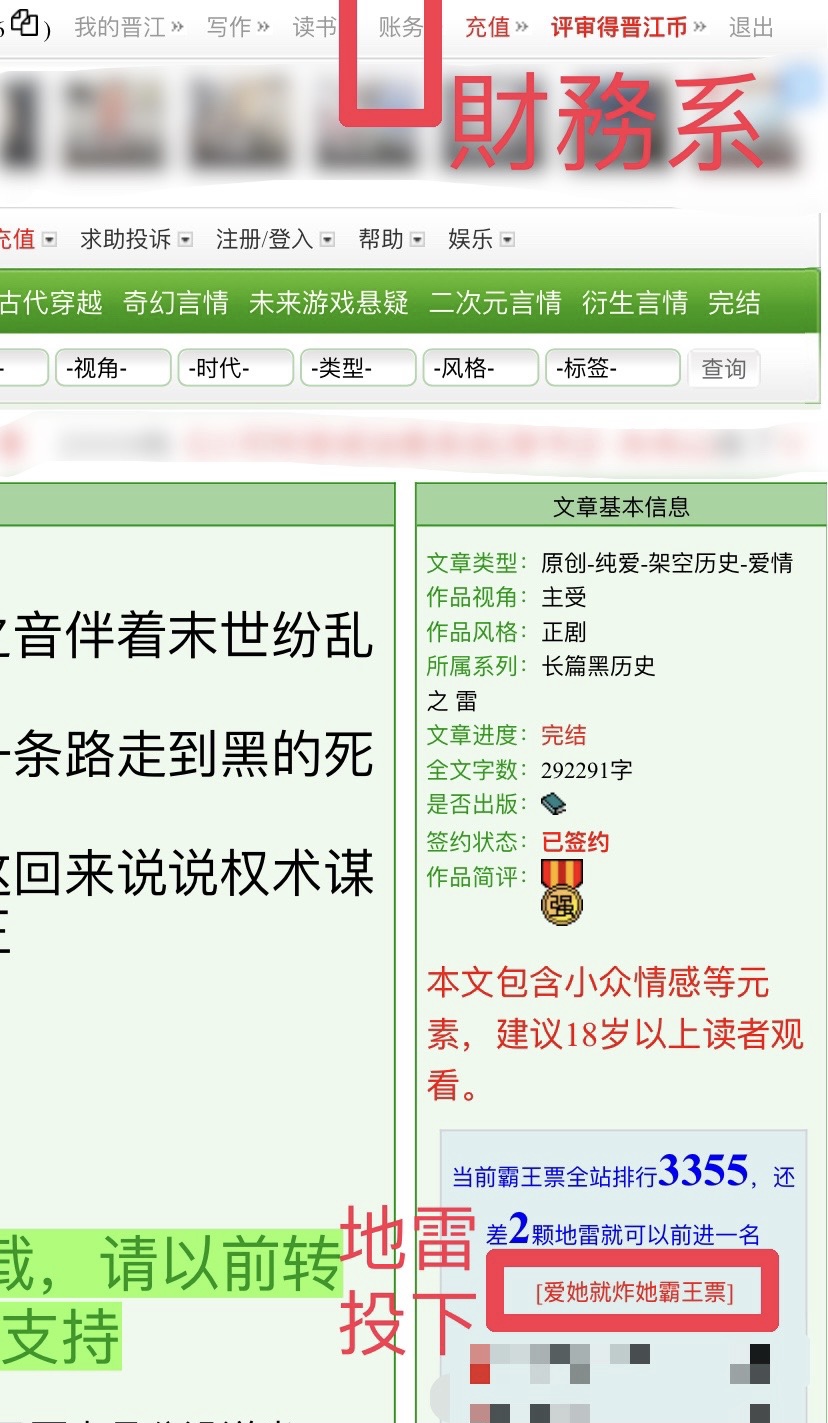 ) 我的晋江 » 写作 » 读书 账务 充值 » 评审得晋江币 » 退出
財務系
充值 求助投诉 注册/登入 帮助 娱乐
古代穿越 奇幻言情 未来游戏悬疑 二次元言情 衍生言情 完结
- -视角- -时代- -类型- -风格- -标签- 查询
文章基本信息
文章类型：原创-纯爱-架空历史-爱情
作品视角：主受
作品风格：正剧
所属系列：长篇黑历史
之 雷
文章进度：完结
全文字数：292291字
是否出版：
签约状态：已签约
作品简评：
强
音伴着末世纷乱
条路走到黑的死
回来说说权术谋
本文包含小众情感等元
素，建议18岁以上读者观
看。
当前霸王票全站排行3355，还
差2颗地雷就可以前进一名
[爱她就炸她霸王票]
地雷
投下
载，请以前转
支持